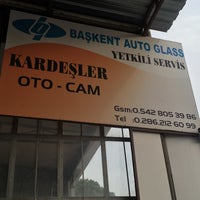 BAŞKENT AUTO GLASS
YETKİLİ SERVİS
KARDEŞLER
OTO - CAM
Gsm:0.542 805 39 86
Tel :0.286.212 60 99